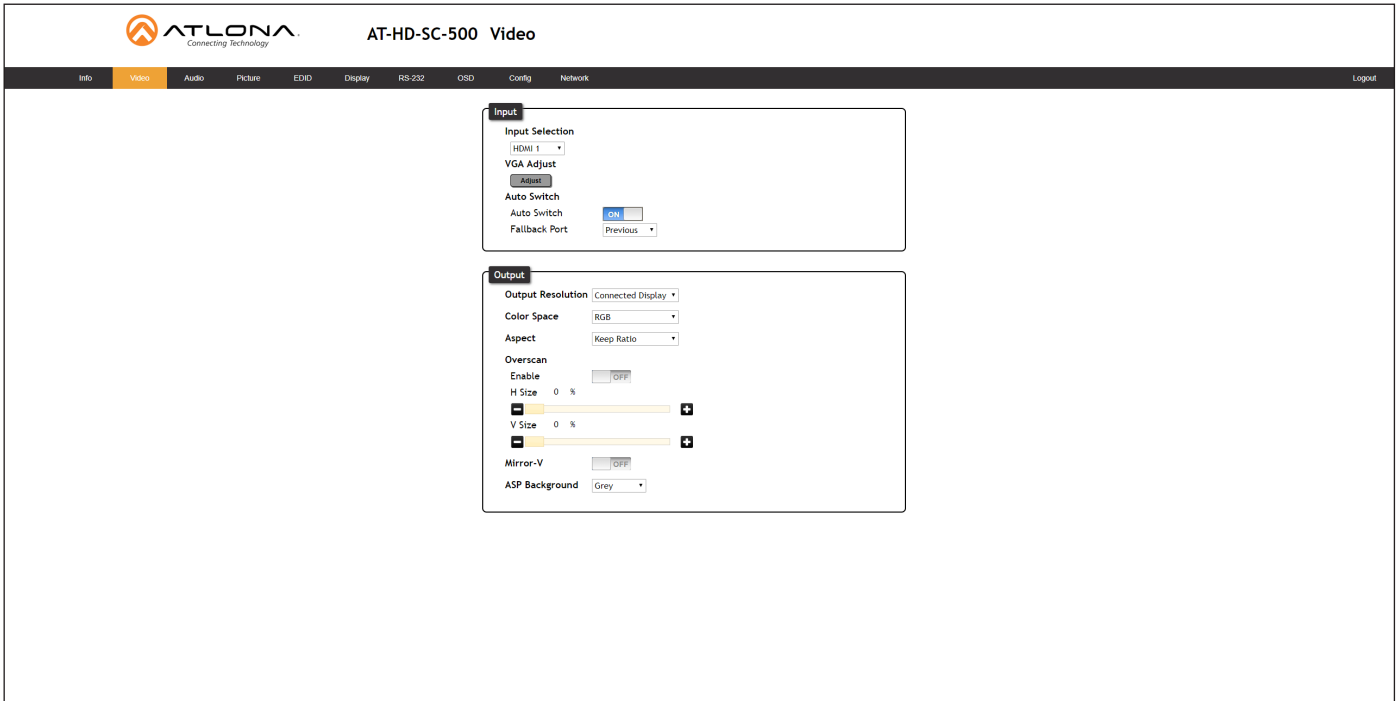 ATLONA.
Connecting Technology
AT-HD-SC-500 Video
Info Video Audio Picture EDID Display RS-232 OSD Config Network Logout
Input
Input Selection
HDMI 1
VGA Adjust
Adjust
Auto Switch
Auto Switch ON
Fallback Port Previous
Output
Output Resolution Connected Display
Color Space RGB
Aspect Keep Ratio
Overscan
Enable OFF
H Size 0 %
V Size 0 %
Mirror-V OFF
ASP Background Grey